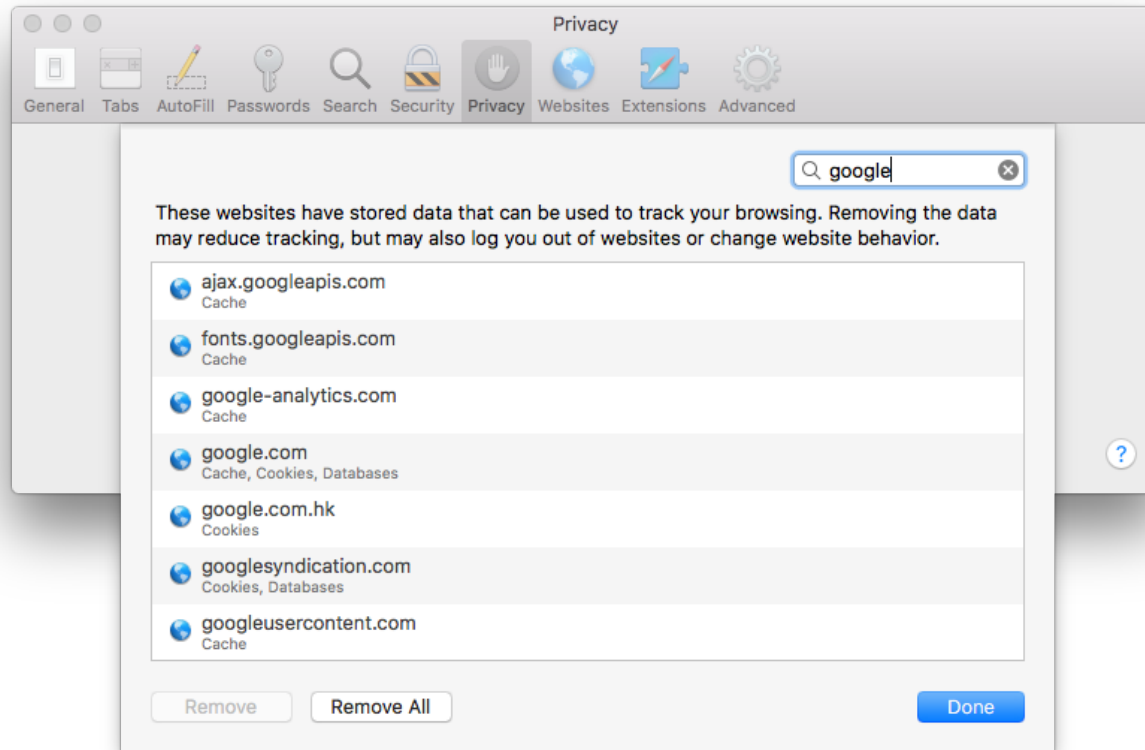 Privacy
General Tabs AutoFill Passwords Search Security Privacy Websites Extensions Advanced
google
These websites have stored data that can be used to track your browsing. Removing the data
may reduce tracking, but may also log you out of websites or change website behavior.
ajax.googleapis.com
Cache
fonts.googleapis.com
Cache
google-analytics.com
Cache
google.com
Cache, Cookies, Databases
google.com.hk
Cookies
googlesyndication.com
Cookies, Databases
googleusercontent.com
Cache
?
Remove Remove All Done